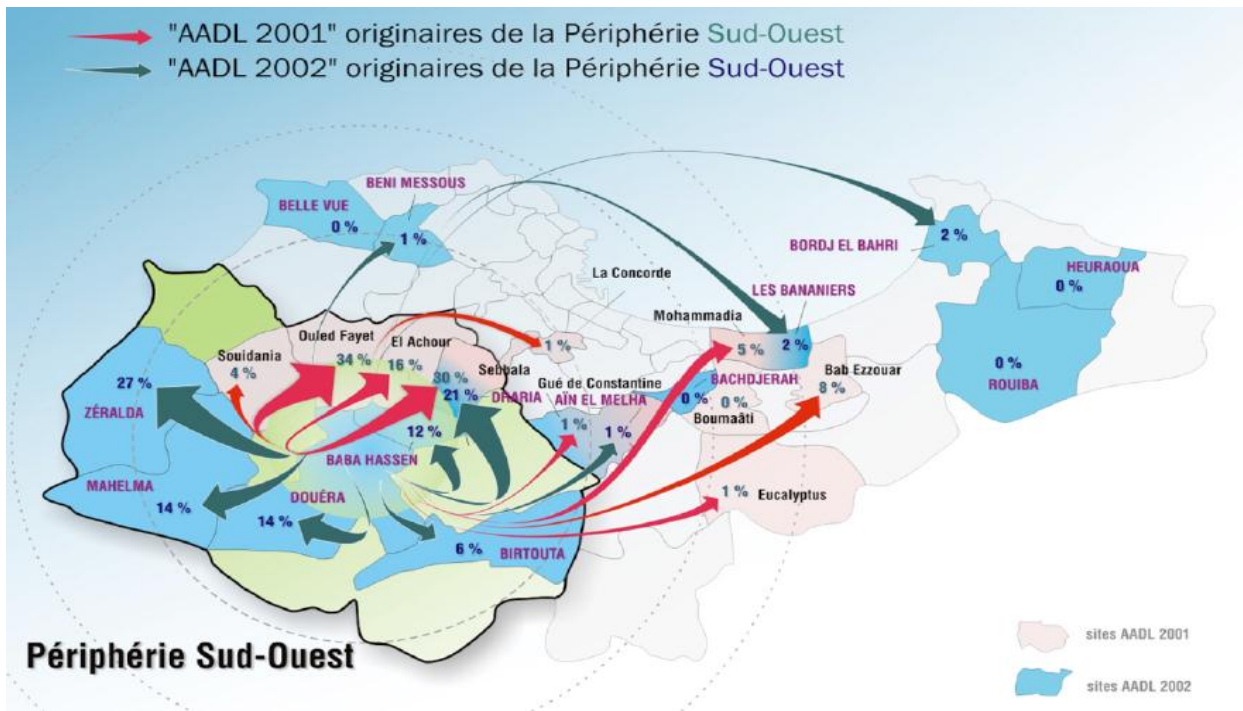 "AADL 2001" originaires de la Périphérie Sud-Ouest
"AADL 2002" originaires de la Périphérie Sud-Ouest
BENI MESSOUS
BELLE VUE
0 %
1 %
2 %
BORDJ EL BAHRI
HEURAOUA
0 %
La Concorde
LES BANANIERS
Mohammadia
Ouled Fayet
El Achour
34 %
16 %
1 %
5 %
2 %
Souidania
4 %
30 %
Sebbala
21 %
DRARIA
Gué de Constantine
AÏN EL MELHA
BACHDJERAH
0 %
0 %
Bab Ezzouar
8 %
0 %
ROUIBA
27 %
ZÉRALDA
12 %
1 %
1 %
Boumaâti
BABA HASSEN
MAHELMA
14 %
DOUÉRA
14 %
1 %
Eucalyptus
6 %
BIRTOUTA
Périphérie Sud-Ouest
sites AADL 2001
sites AADL 2002